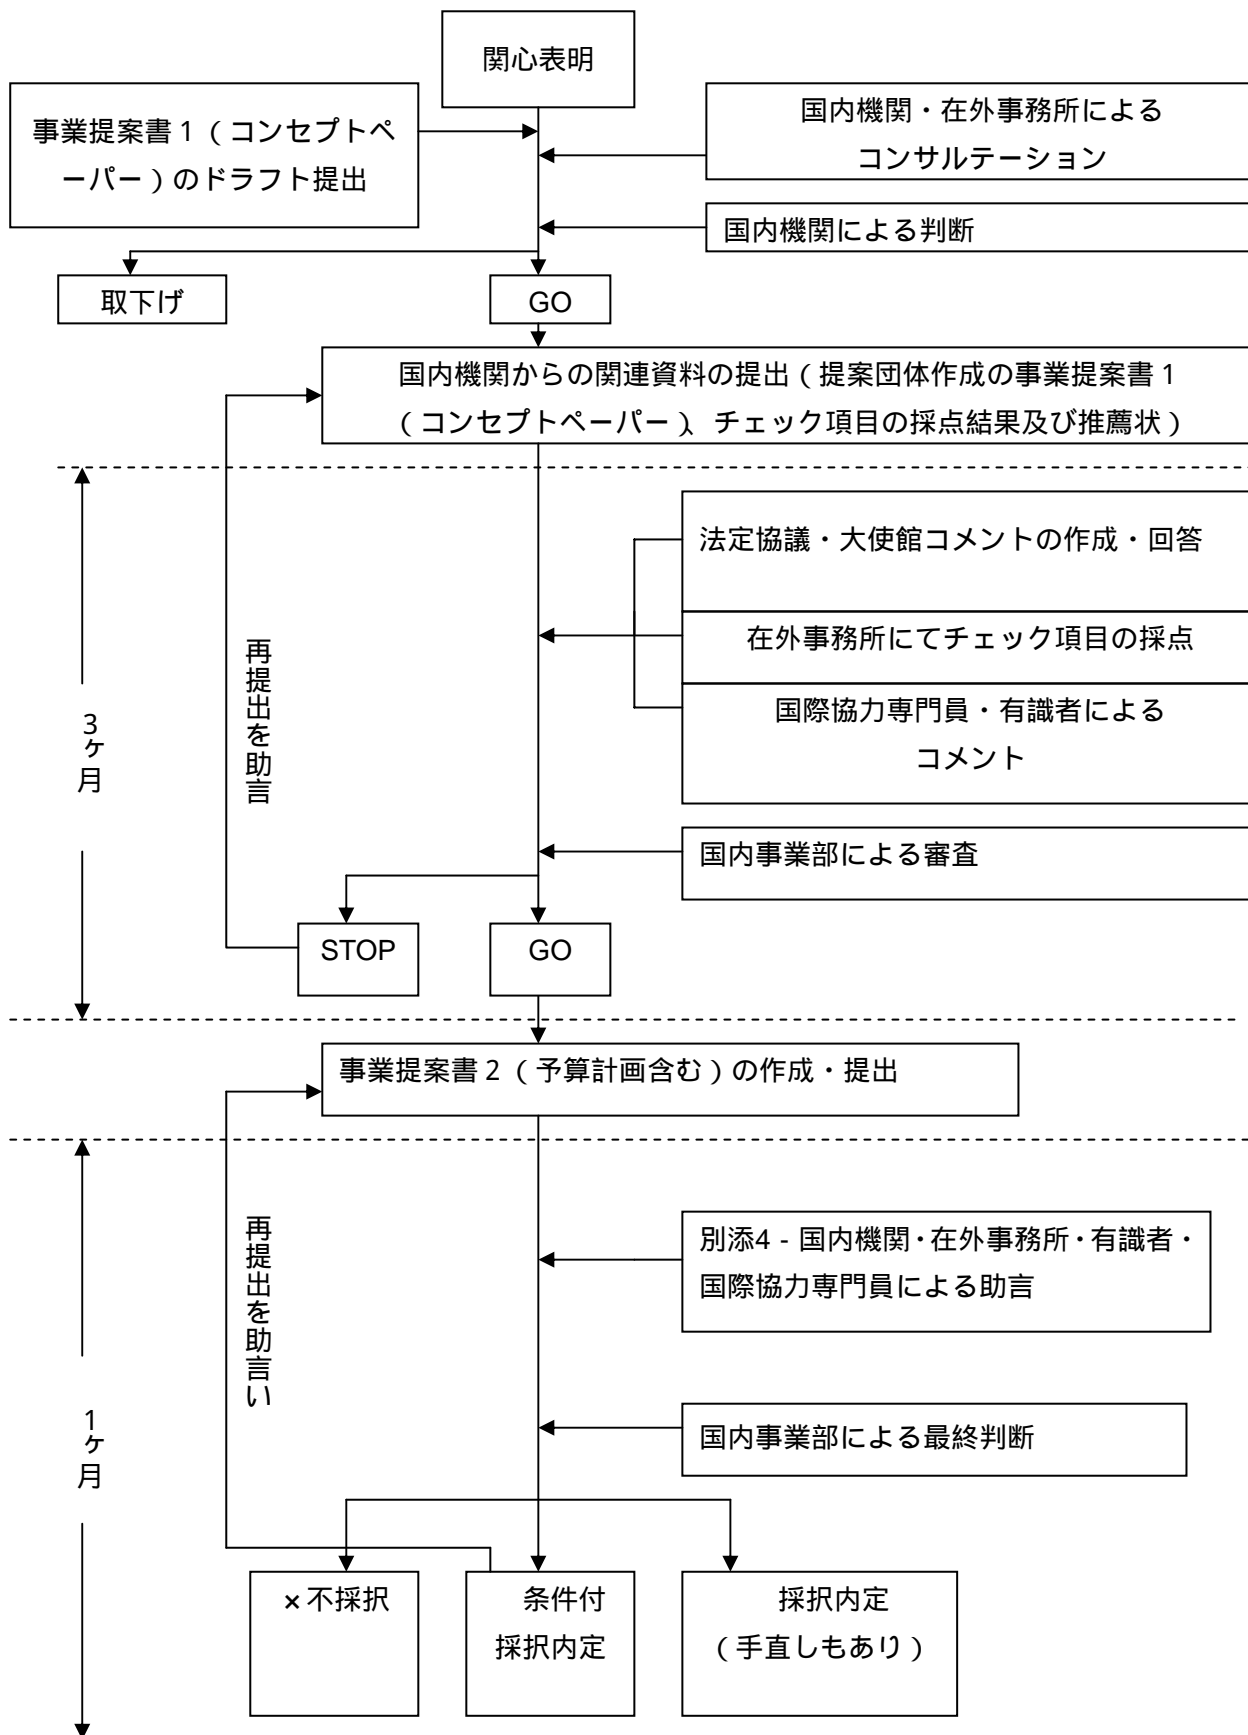 関心表明
事業提案書1(コンセプトペ
ーパー)のドラフト提出
国内機関・在外事務所による
コンサルテーション
国内機関による判断
取下げ
GO
国内機関からの関連資料の提出(提案団体作成の事業提案書1
(コンセプトペーパー)、チェック項目の採点結果及び推薦状)
法定協議・大使館コメントの作成・回答
在外事務所にてチェック項目の採点
国際協力専門員・有識者による
コメント
再提出を助言
3ヶ月
国内事業部による審査
STOP
GO
事業提案書2(予算計画含む)の作成・提出
別添4‐国内機関・在外事務所・有識者・
国際協力専門員による助言
再提出を助言い
1ヶ月
国内事業部による最終判断
×不採択
条件付
採択内定
採択内定
(手直しもあり)